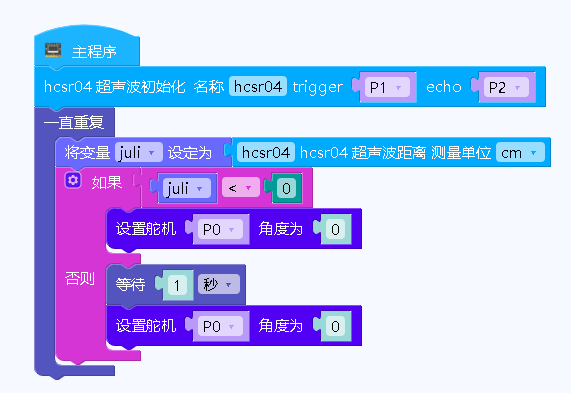 主程序
hcsr04 超声波初始化 名称 hcsr04 trigger P1 echo P2
一直重复
将变量 juli 设定为 hcsr04 hcsr04 超声波距离 测量单位 cm
如果 juli < 0
设置舵机 P0 角度为 0
否则
等待 1 秒
设置舵机 P0 角度为 0